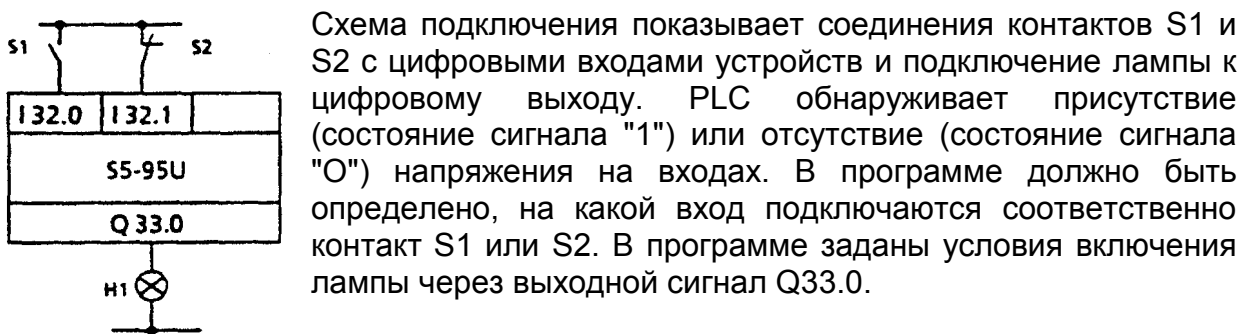 S1
S2
I 32.0
I 32.1
S5-95U
Q 33.0
H1
Схема подключения показывает соединения контактов S1 и
S2 с цифровыми входами устройств и подключение лампы к
цифровому выходу. PLC обнаруживает присутствие
(состояние сигнала "1") или отсутствие (состояние сигнала
"О") напряжения на входах. В программе должно быть
определено, на какой вход подключаются соответственно
контакт S1 или S2. В программе заданы условия включения
лампы через выходной сигнал Q33.0.